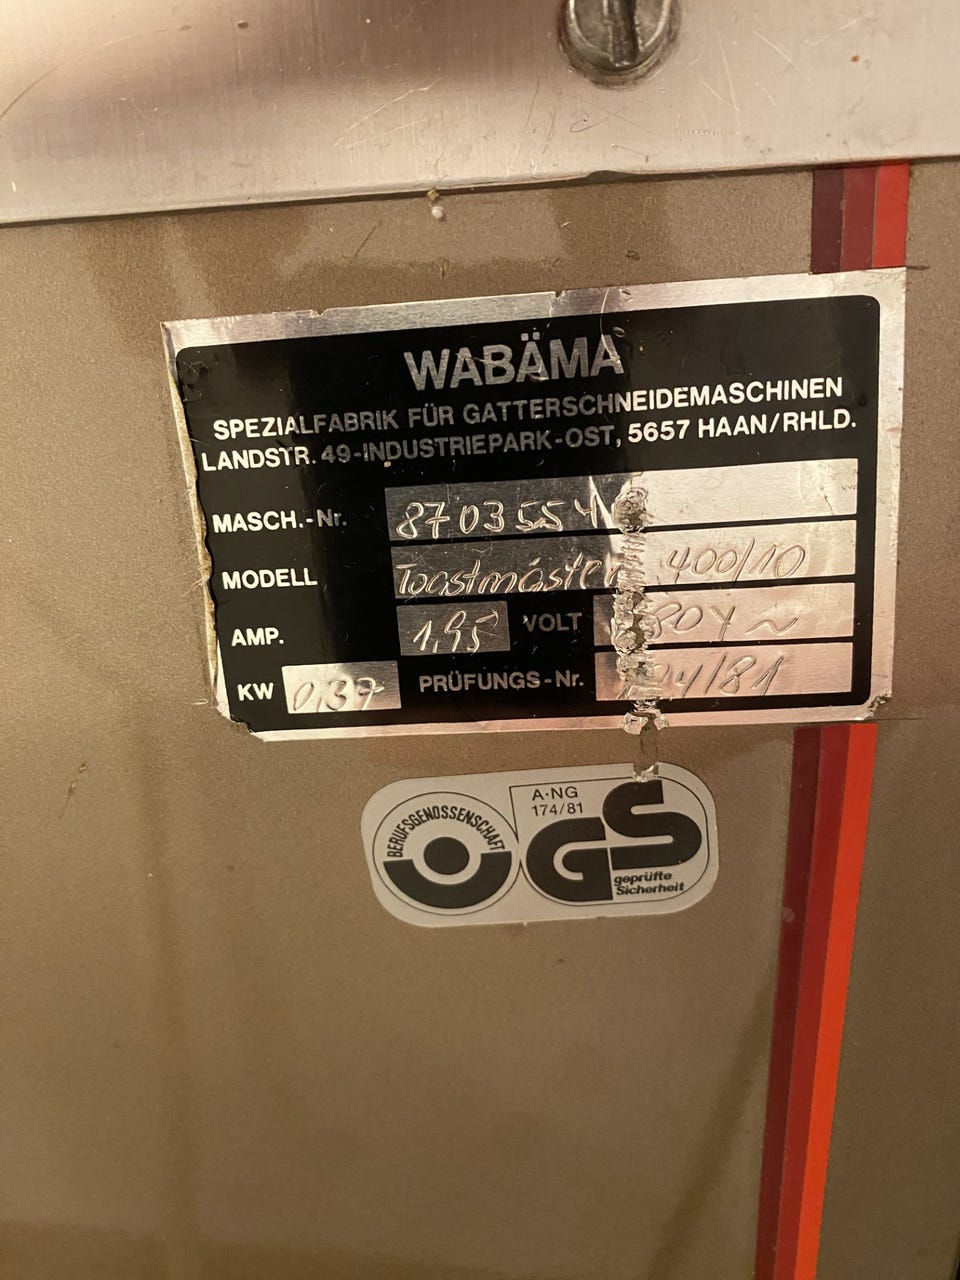 WABÄMA
SPEZIALFABRIK FÜR GATTERSCHNEIDEMASCHINEN
LANDSTR. 49-INDUSTRIEPARK-OST, 5657 HAAN/RHLD.
MASCH.-Nr. 8703554
MODELL Toastmaster 400/10
AMP. 1,95 VOLT
KW 0,37 PRÜFUNGS-Nr.
A·NG
174/81
BERUFSGENOSSENSCHAFT
GS
geprüfte
Sicherheit